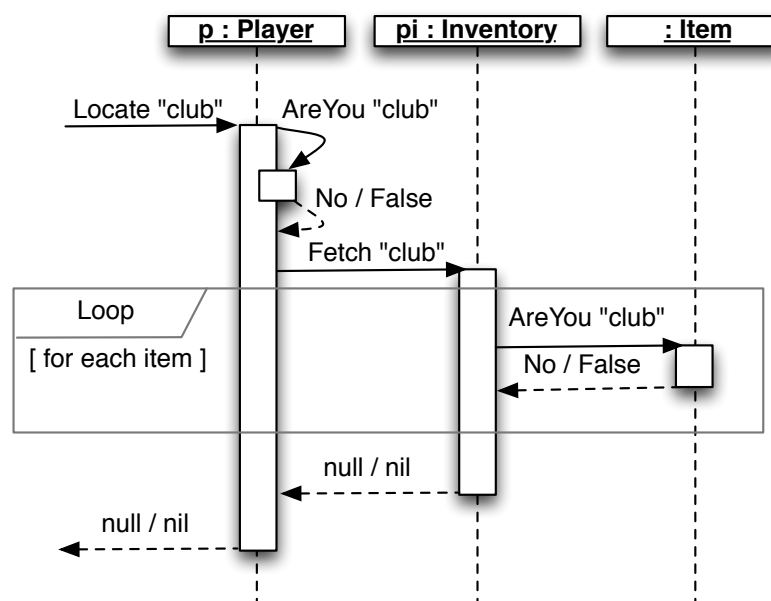 p : Player
pi : Inventory
: Item
Locate "club"
AreYou "club"
No / False
Fetch "club"
Loop
[ for each item ]
AreYou "club"
No / False
null / nil
null / nil